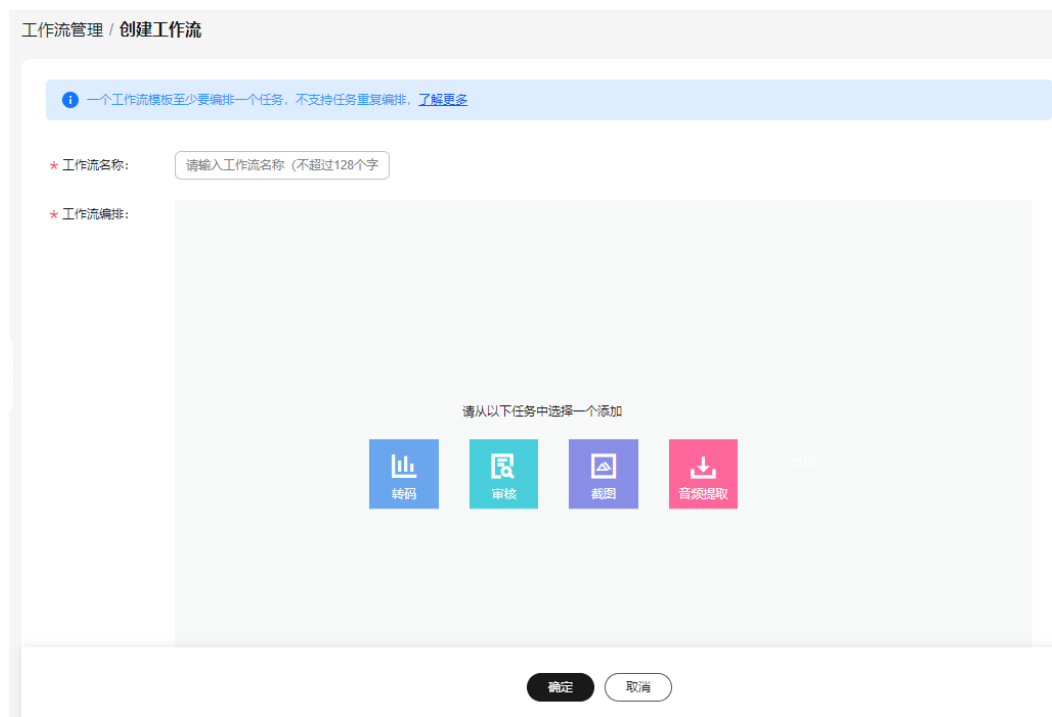 工作流管理 / 创建工作流
一个工作流模板至少要编排一个任务，不支持任务重复编排，了解更多
* 工作流名称：
请输入工作流名称（不超过128个字
* 工作流编排：
请从以下任务中选择一个添加
转码
审核
截图
音频提取
确定
取消